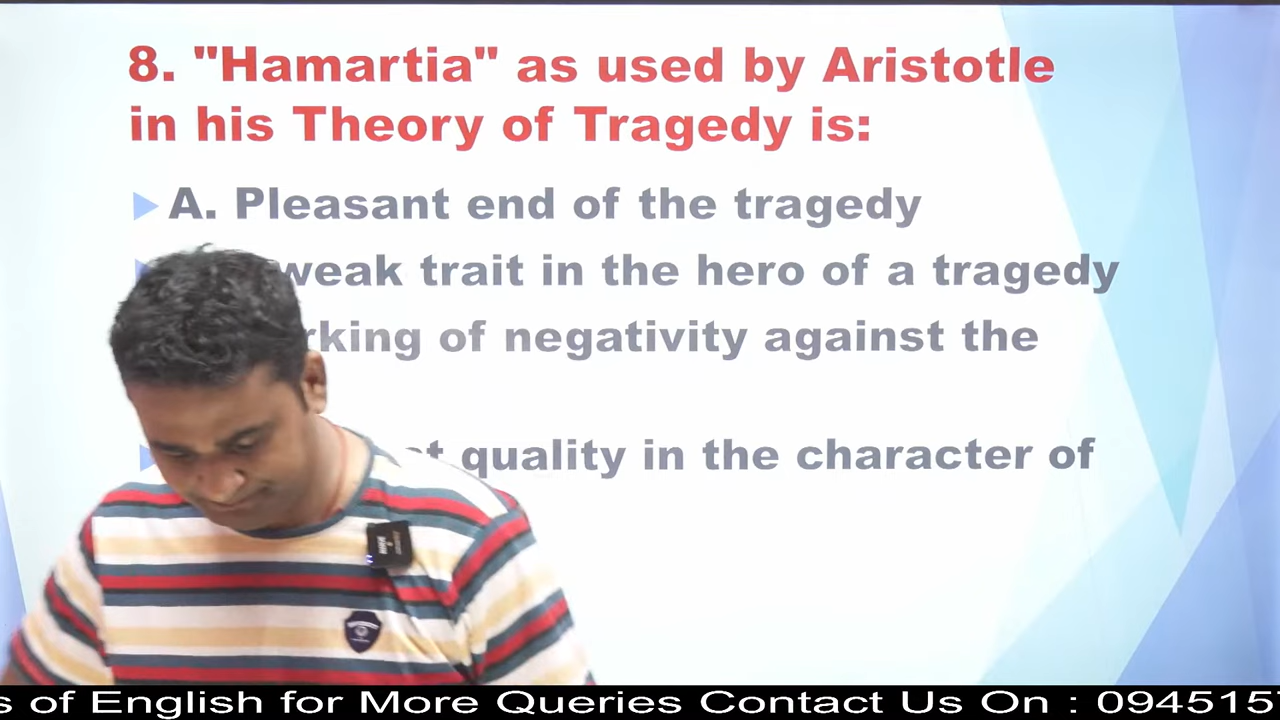 8. "Hamartia" as used by Aristotle
in his Theory of Tragedy is:
A. Pleasant end of the tragedy
weak trait in the hero of a tragedy
of negativity against the
quality in the character of
of English for More Queries Contact Us On :